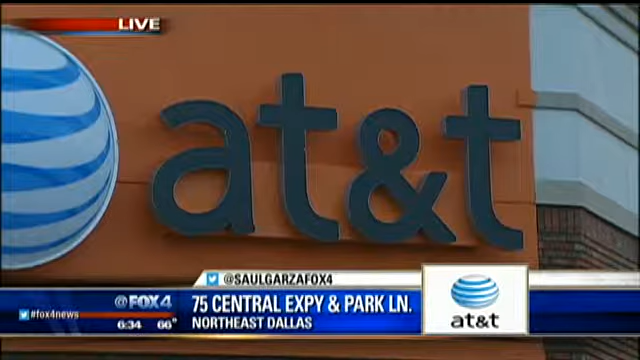 LIVE
at&t
@SAULGARZAFOX4
@FOX4
75 CENTRAL EXPY & PARK LN.
#fox4news
6:34 66°
NORTHEAST DALLAS
at&t